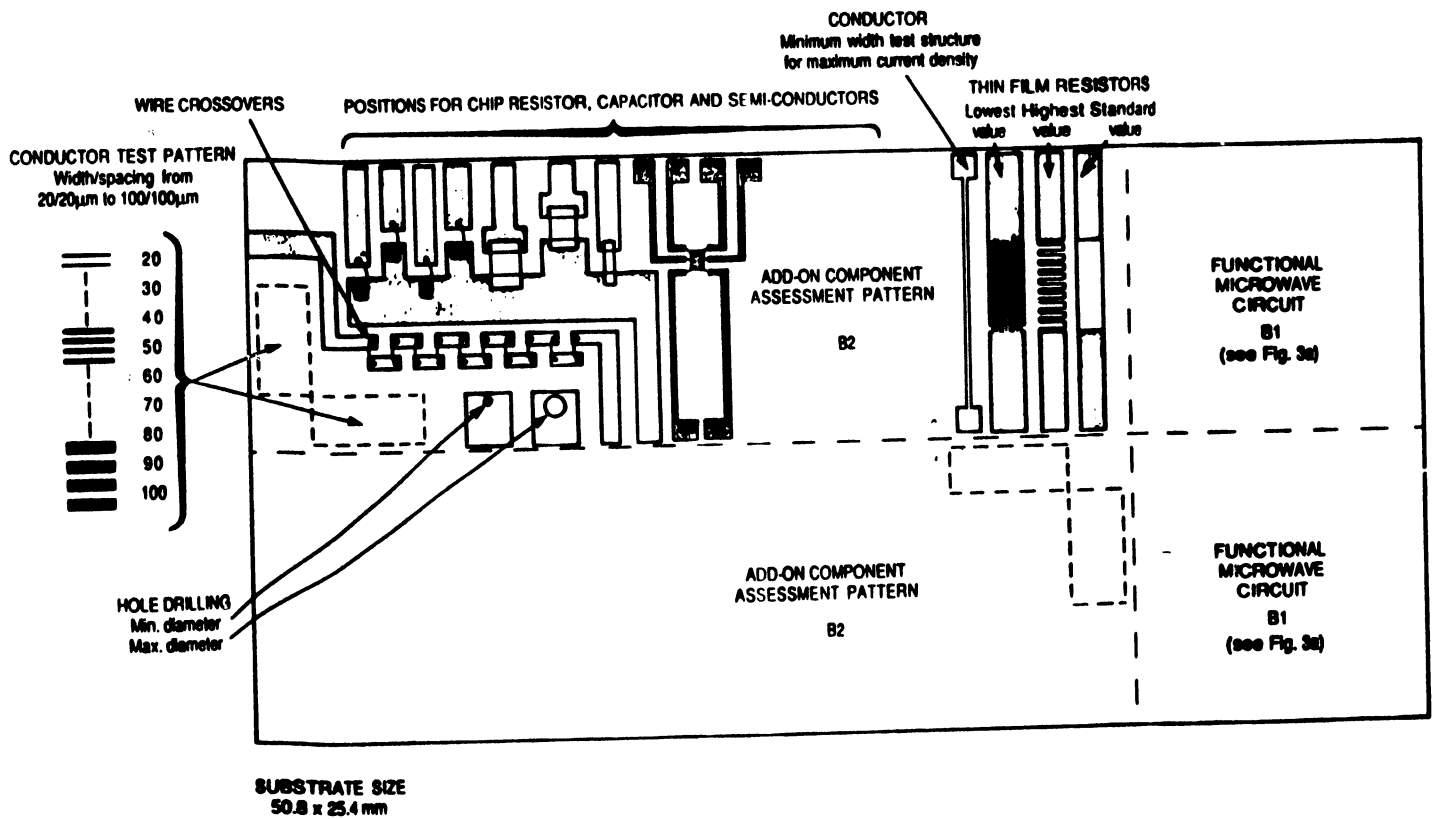 CONDUCTOR
Minimum width test structure
for maximum current density
THIN FILM RESISTORS
Lowest Highest Standard
value value value
WIRE CROSSOVERS
POSITIONS FOR CHIP RESISTOR, CAPACITOR AND SEMI-CONDUCTORS
CONDUCTOR TEST PATTERN
Width/spacing from
20/20µm to 100/100µm
20
30
40
50
60
70
80
90
100
ADD-ON COMPONENT
ASSESSMENT PATTERN
B2
FUNCTIONAL
MICROWAVE
CIRCUIT
B1
(see Fig. 3a)
ADD-ON COMPONENT
ASSESSMENT PATTERN
B2
FUNCTIONAL
MICROWAVE
CIRCUIT
B1
(see Fig. 3a)
HOLE DRILLING
Min. diameter
Max. diameter
SUBSTRATE SIZE
50.8 x 25.4 mm